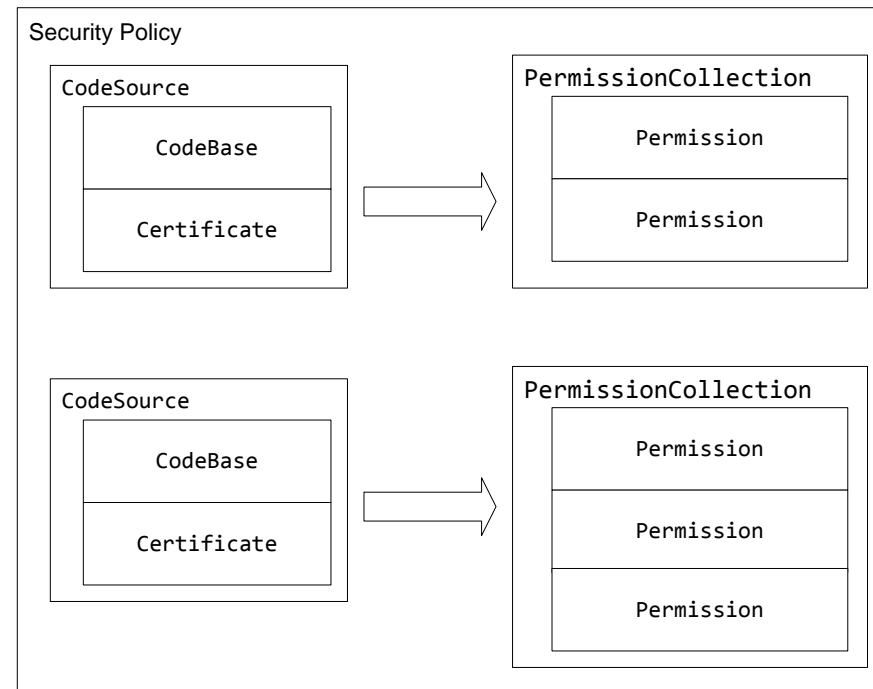 Security Policy
CodeSource
CodeBase
Certificate
PermissionCollection
Permission
Permission
CodeSource
CodeBase
Certificate
PermissionCollection
Permission
Permission
Permission